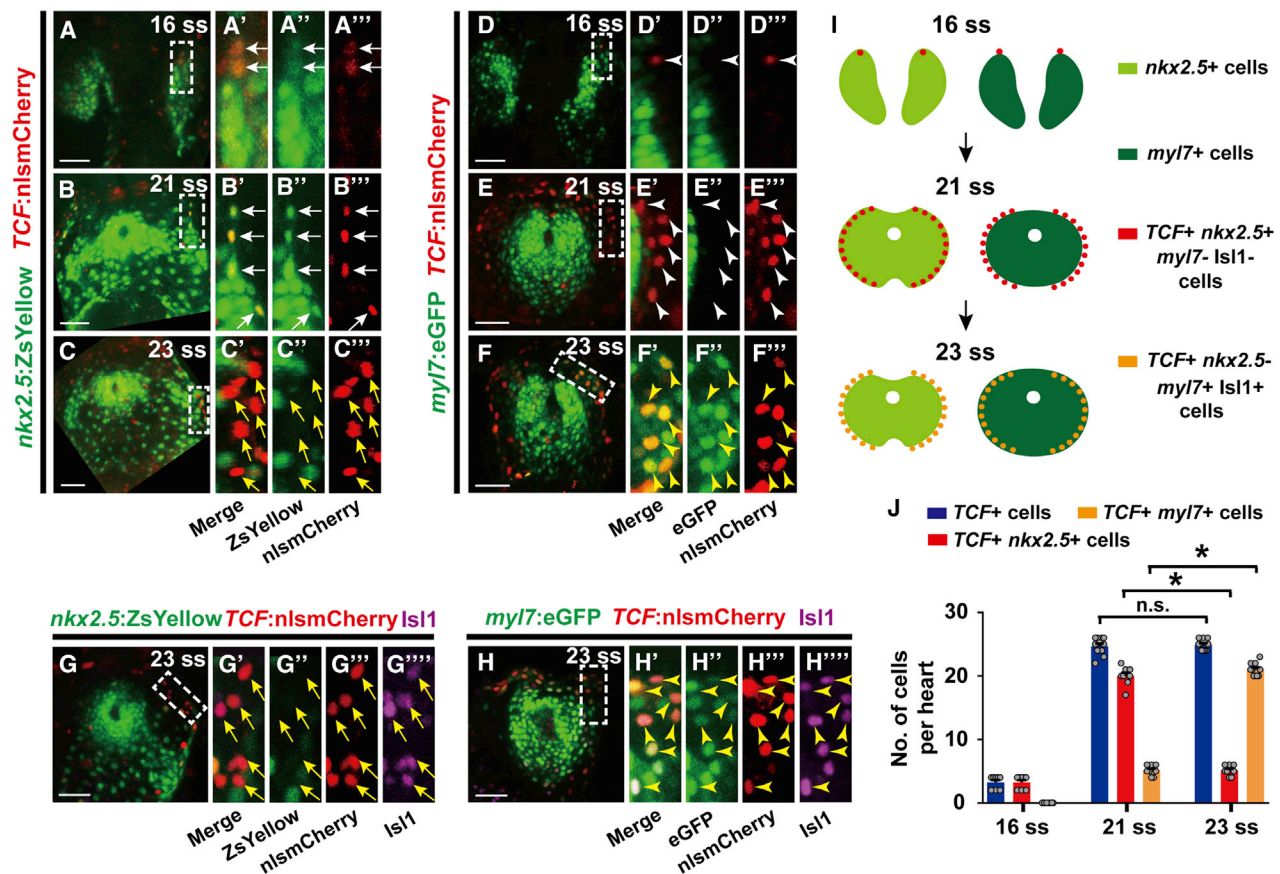 A
16 ss
A’
A’’
A’’’
B
21 ss
B’
B’’
B’’’
C
23 ss
C’
C’’
C’’’
nkx2.5:ZsYellow TCF:nlsmCherry
Merge
ZsYellow
nlsmCherry
D
16 ss
D’
D’’
D’’’
E
21 ss
E’
E’’
E’’’
F
23 ss
F’
F’’
F’’’
myl7:eGFP TCF:nlsmCherry
Merge
eGFP
nlsmCherry
I
16 ss
21 ss
23 ss
nkx2.5+ cells
myl7+ cells
TCF+ nkx2.5+
myl7- Isl1-
cells
TCF+ nkx2.5-
myl7+ Isl1+
cells
nkx2.5:ZsYellow TCF:nlsmCherry Isl1
G
23 ss
G’
G’’
G’’’
G’’’’
Merge
ZsYellow
nlsmCherry
Isl1
myl7:eGFP TCF:nlsmCherry Isl1
H
23 ss
H’
H’’
H’’’
H’’’’
Merge
eGFP
nlsmCherry
Isl1
J
TCF+ cells
TCF+ myl7+ cells
TCF+ nkx2.5+ cells
*
*
n.s.
No. of cells
per heart
30
20
10
0
16 ss
21 ss
23 ss